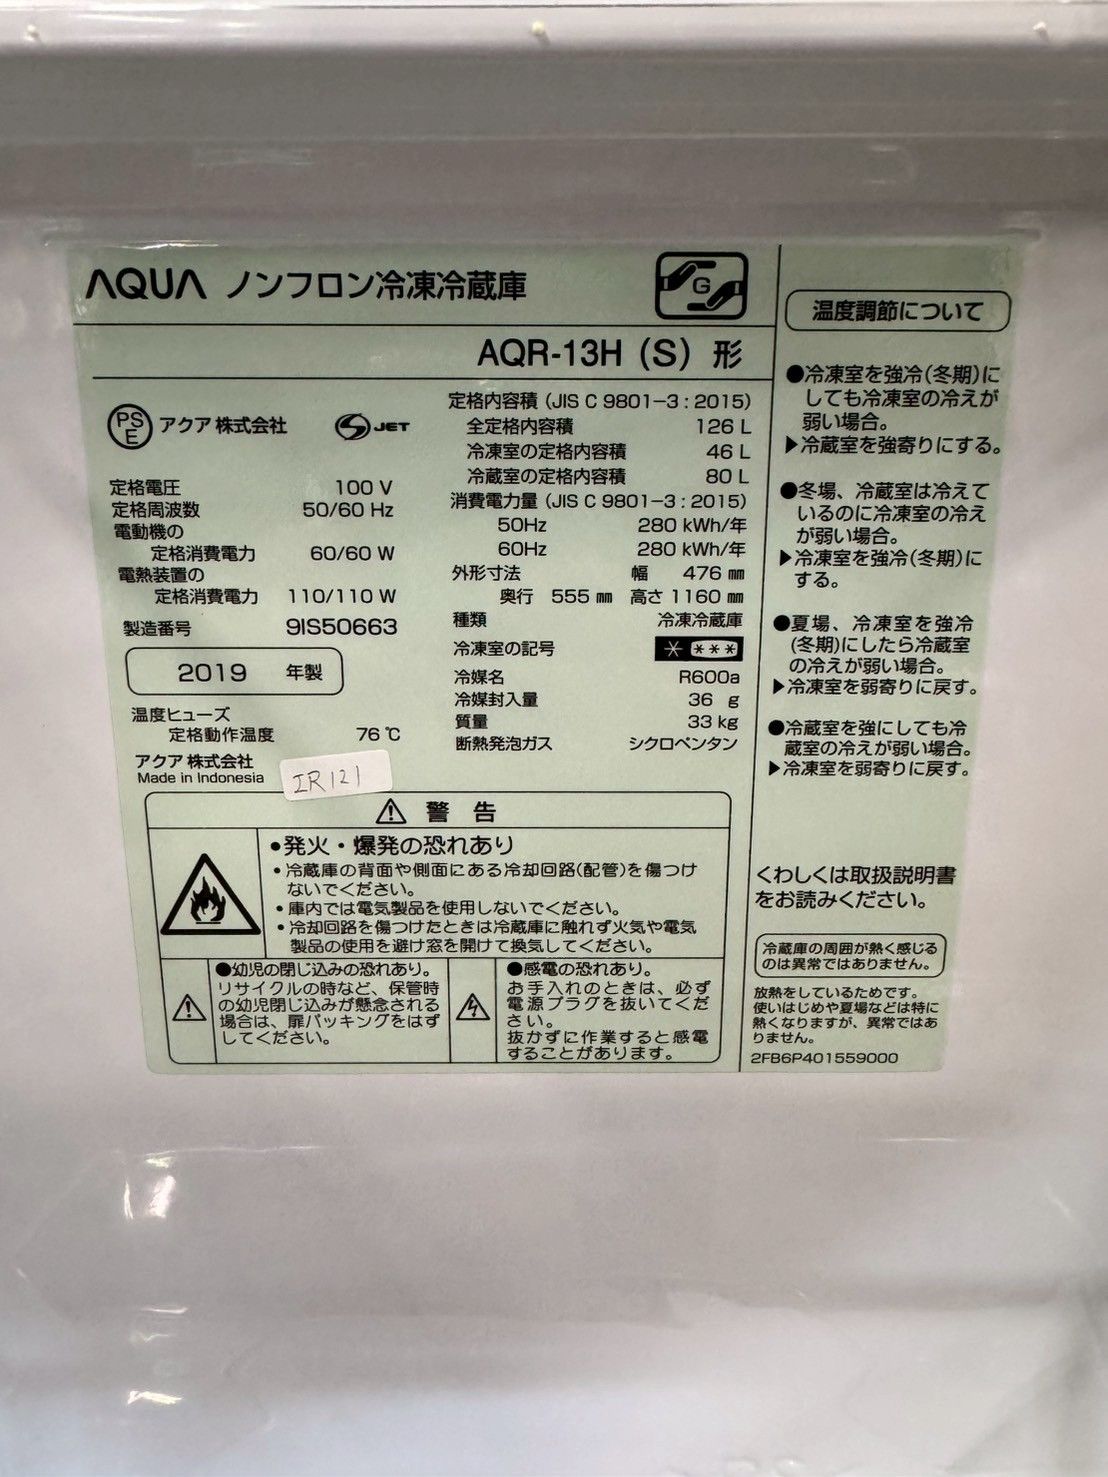 AQUA ノンフロン冷凍冷蔵庫
G
AQR-13H (S) 形
PS
E
アクア株式会社
S JET
定格電圧 100 V
定格周波数 50/60 Hz
電動機の
定格消費電力 60/60 W
電熱装置の
定格消費電力 110/110 W
製造番号 9IS50663
2019 年製
温度ヒューズ
定格動作温度 76℃
アクア株式会社
Made in Indonesia
IR121
定格内容積 (JIS C 9801-3:2015)
全定格内容積 126 L
冷凍室の定格内容積 46 L
冷蔵室の定格内容積 80 L
消費電力量 (JIS C 9801-3:2015)
50Hz 280 kWh/年
60Hz 280 kWh/年
外形寸法 幅 476 ㎜
奥行 555 ㎜ 高さ 1160 ㎜
種類 冷凍冷蔵庫
冷凍室の記号 * ***
冷媒名 R600a
冷媒封入量 36 g
質量 33 kg
断熱発泡ガス シクロペンタン
⚠ 警告
●発火・爆発の恐れあり
・冷蔵庫の背面や側面にある冷却回路(配管)を傷つけ
ないでください。
・庫内では電気製品を使用しないでください。
・冷却回路を傷つけたときは冷蔵庫に触れず火気や電気
製品の使用を避け窓を開けて換気してください。
●幼児の閉じ込みの恐れあり。
リサイクルの時など、保管時
の幼児閉じ込みが懸念される
場合は、扉パッキングをはず
してください。
●感電の恐れあり。
お手入れのときは、必ず
電源プラグを抜いてくだ
さい。
抜かずに作業すると感電
することがあります。
温度調節について
●冷凍室を強冷(冬期)に
しても冷凍室の冷えが
弱い場合。
▶冷蔵室を強寄りにする。
●冬場、冷蔵室は冷えて
いるのに冷凍室の冷え
が弱い場合。
▶冷凍室を強冷(冬期)に
する。
●夏場、冷凍室を強冷
(冬期)にしたら冷蔵室
の冷えが弱い場合。
▶冷凍室を弱寄りに戻す。
●冷蔵室を強にしても冷
蔵室の冷えが弱い場合。
▶冷凍室を弱寄りに戻す。
くわしくは取扱説明書
をお読みください。
冷蔵庫の周囲が熱く感じる
のは異常ではありません。
放熱をしているためです。
使いはじめや夏場などは特に
熱くなりますが、異常ではあ
りません。
2FB6P401559000